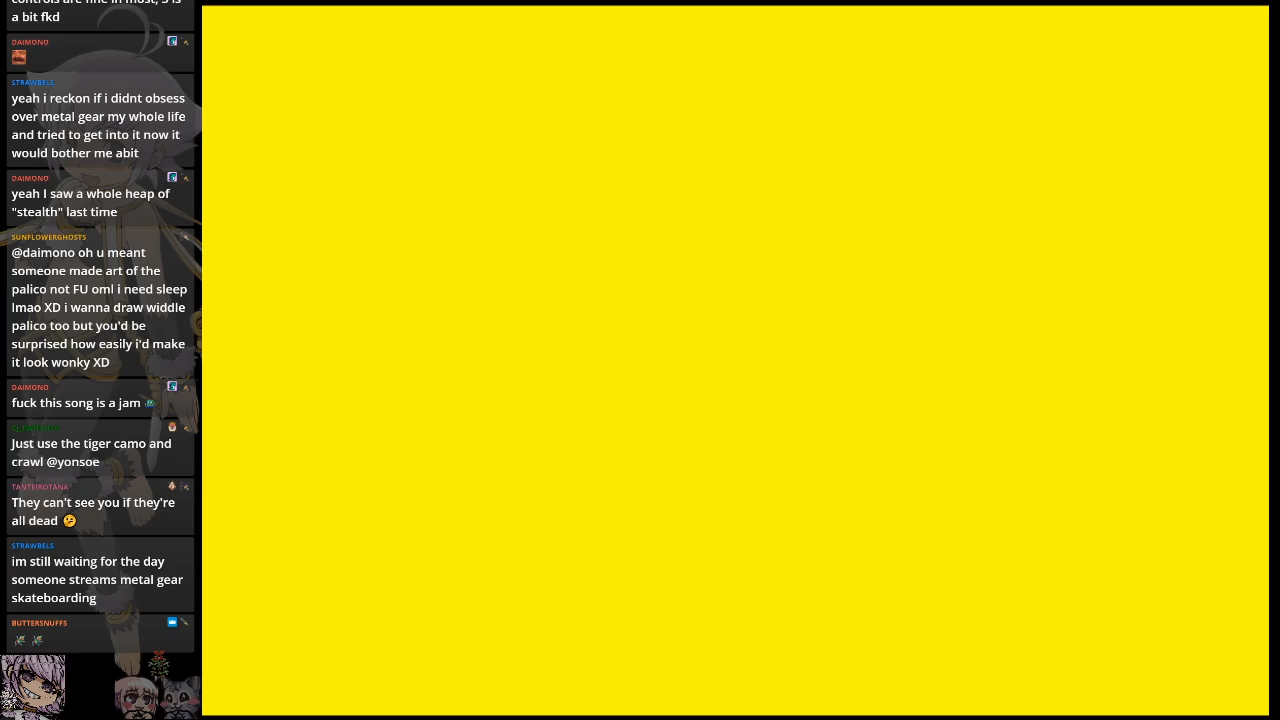 controls are fine in most, 3 is
a bit fkd
DAIMONO
STRAWBELS
yeah i reckon if i didnt obsess
over metal gear my whole life
and tried to get into it now it
would bother me abit
DAIMONO
yeah I saw a whole heap of
"stealth" last time
SUNFLOWERGHOSTS
@daimono oh u meant
someone made art of the
palico not FU oml i need sleep
lmao XD i wanna draw widdle
palico too but you'd be
surprised how easily i'd make
it look wonky XD
DAIMONO
fuck this song is a jam
Just use the tiger camo and
crawl @yonsoe
TANTEIROTANA
They can't see you if they're
all dead
STRAWBELS
im still waiting for the day
someone streams metal gear
skateboarding
BUTTERSNUFFS